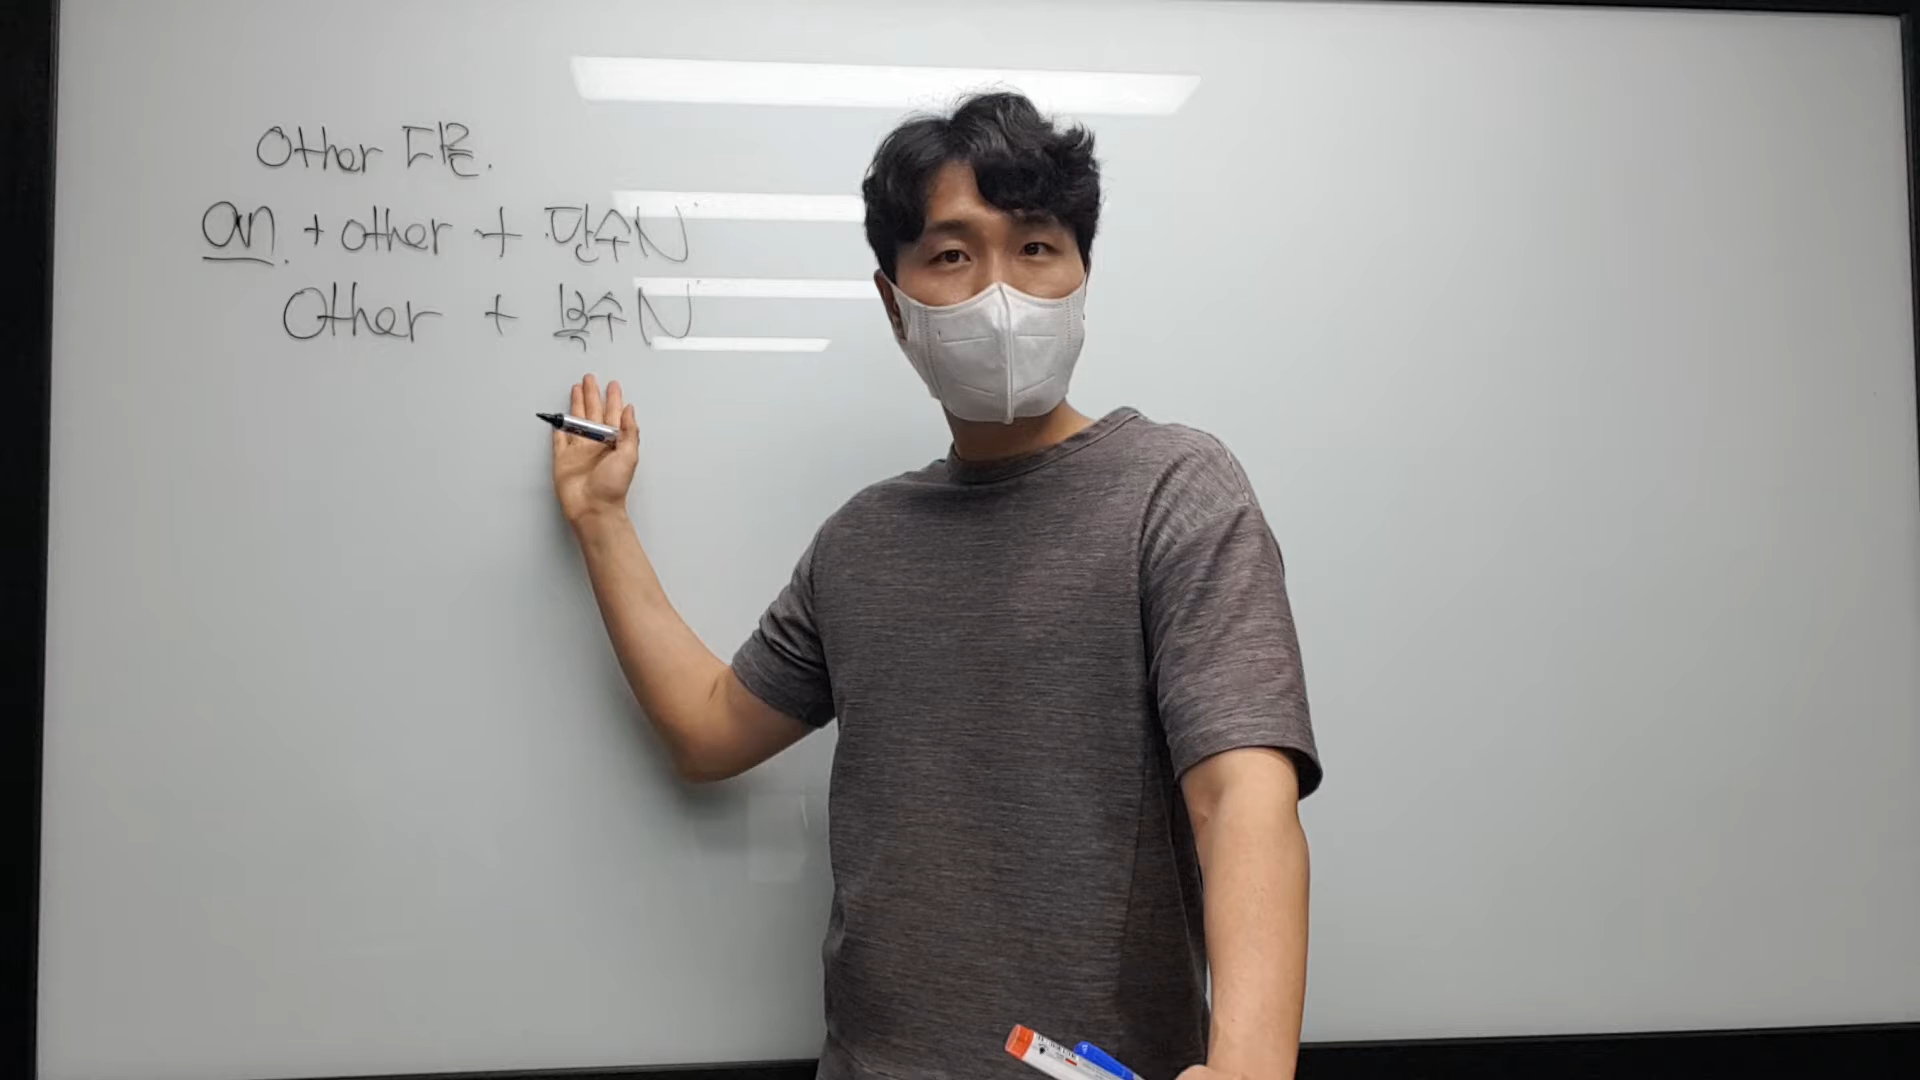 Other 다른.
an. + other + 단수N
Other + 복수N